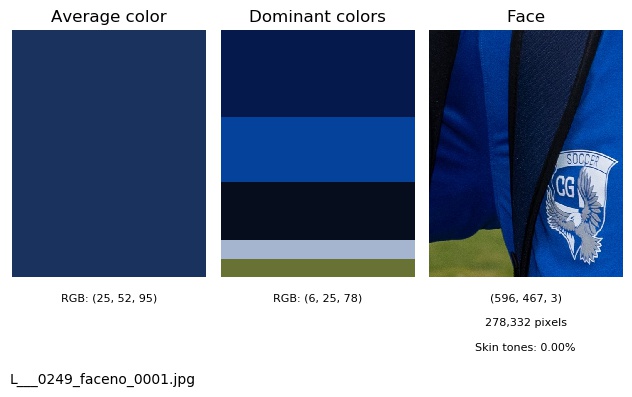 Average color
Dominant colors
Face
SOCCER
CG
RGB: (25, 52, 95)
RGB: (6, 25, 78)
(596, 467, 3)
278,332 pixels
Skin tones: 0.00%
L___0249_faceno_0001.jpg